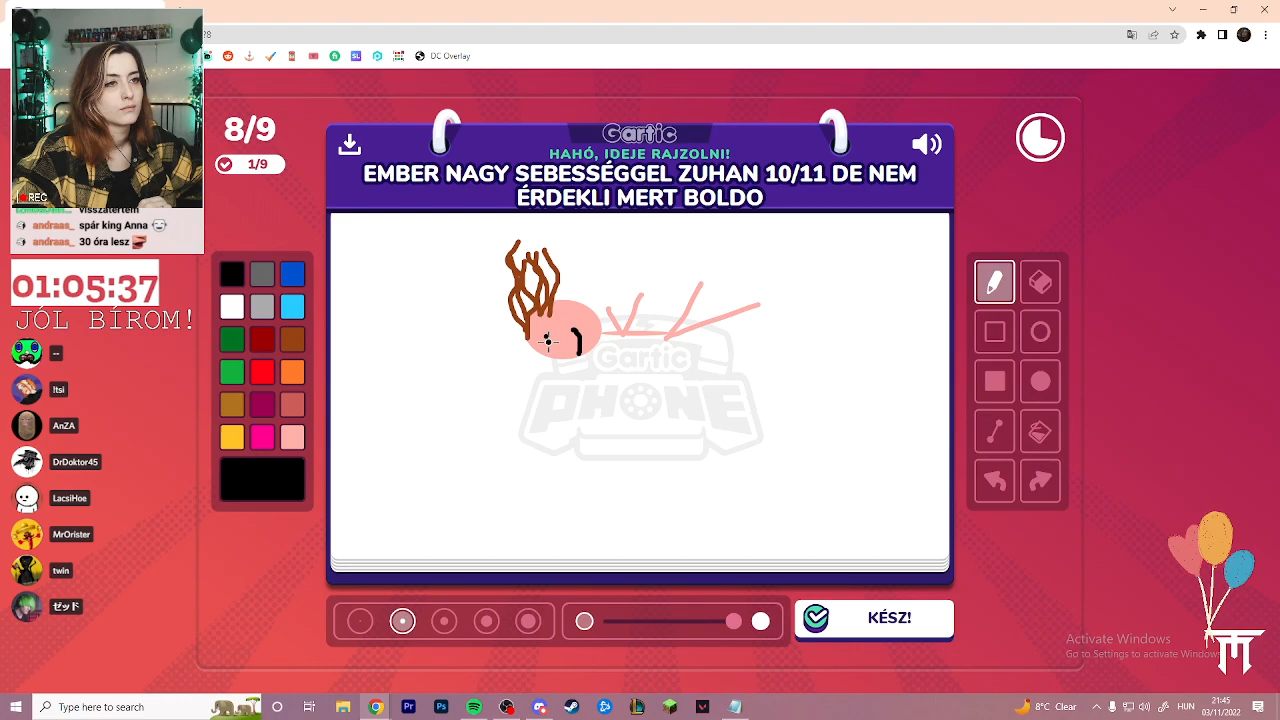 DC Overlay
REC
visszatértem
andraas_ spár king Anna
andraas_ 30 óra lesz
01:05:37
JÓL BÍROM!
--
!tsi
AnZA
DrDoktor45
LacsiHoe
MrOrister
twin
ゼッド
8/9
1/9
Gartic
HAHÓ, IDEJE RAJZOLNI!
EMBER NAGY SEBESSÉGGEL ZUHAN 10/11 DE NEM
ÉRDEKLI MERT BOLDO
Gartic
PHONE
KÉSZ!
Activate Windows
Go to Settings to activate Windows
Type here to search
8°C Clear
HUN
21:45
03/11/2022